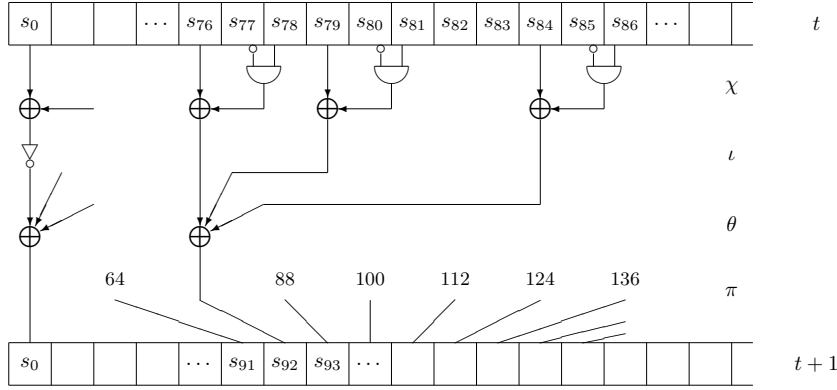 s₀ ⋯ s₇₆ s₇₇ s₇₈ s₇₉ s₈₀ s₈₁ s₈₂ s₈₃ s₈₄ s₈₅ s₈₆ ⋯ t
χ
ι
θ
64 88 100 112 124 136
π
s₀ ⋯ s₉₁ s₉₂ s₉₃ ⋯ t + 1